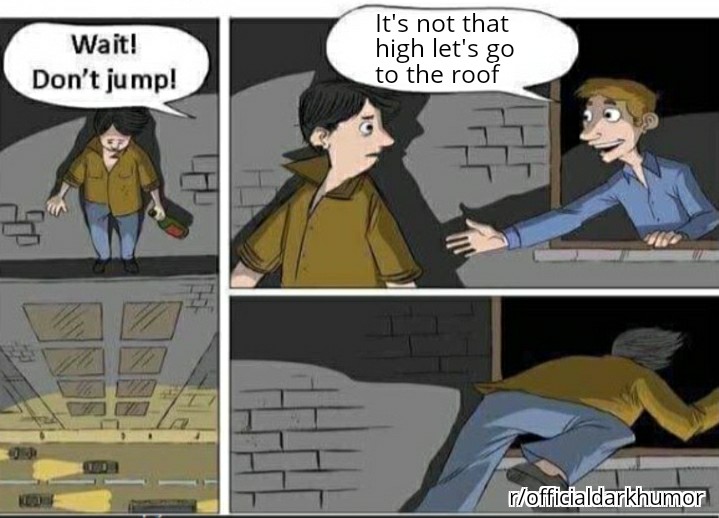 Wait!
Don't jump!
It's not that
high let's go
to the roof
r/officialdarkhumor